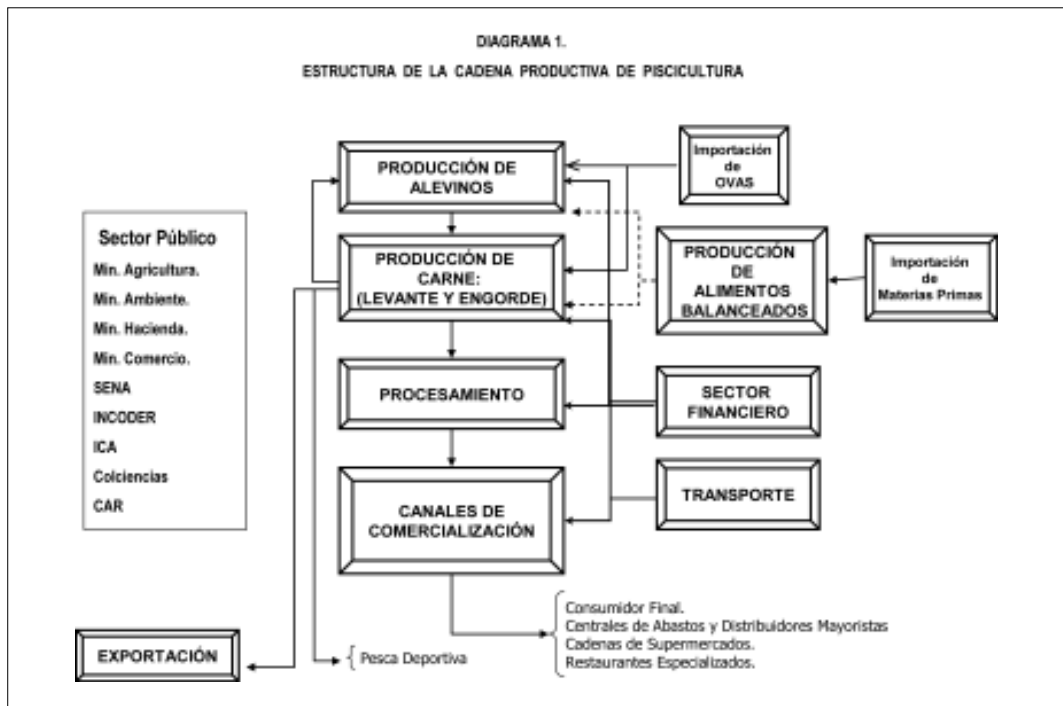 DIAGRAMA 1.
ESTRUCTURA DE LA CADENA PRODUCTIVA DE PISCICULTURA
PRODUCCIÓN DE
ALEVINOS
Importación
de
OVAS
Sector Público
Min. Agricultura.
Min. Ambiente.
Min. Hacienda.
Min. Comercio.
SENA
INCODER
ICA
Colciencias
CAR
PRODUCCIÓN DE
CARNE:
(LEVANTE Y ENGORDE)
PRODUCCIÓN
DE
ALIMENTOS
BALANCEADOS
Importación
de
Materias Primas
PROCESAMIENTO
SECTOR
FINANCIERO
CANALES DE
COMERCIALIZACIÓN
TRANSPORTE
EXPORTACIÓN
Pesca Deportiva
Consumidor Final.
Centrales de Abastos y Distribuidores Mayoristas
Cadenas de Supermercados.
Restaurantes Especializados.